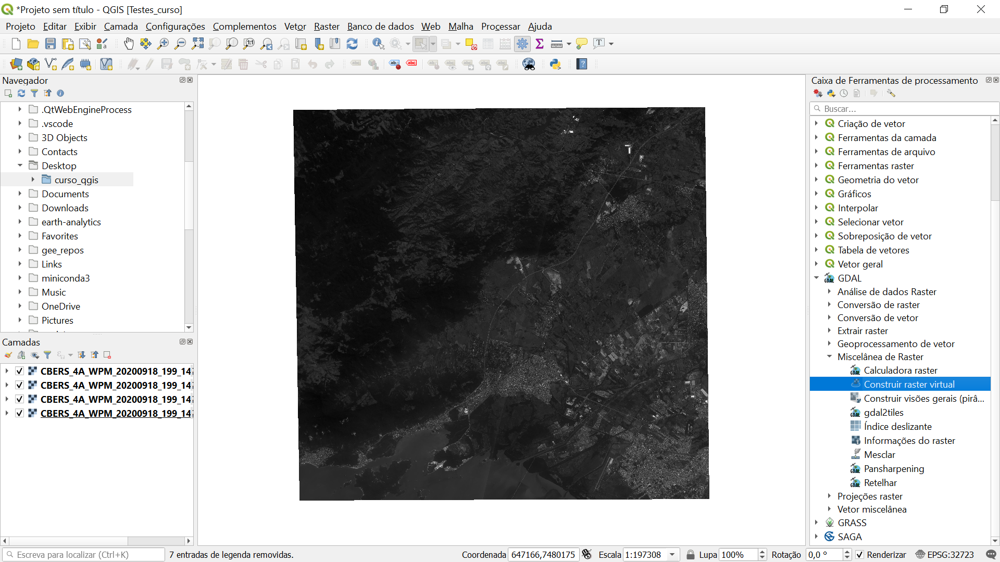 *Projeto sem título - QGIS [Testes_curso]
Projeto Editar Exibir Camada Configurações Complementos Vetor Raster Banco de dados Web Malha Processar Ajuda
Navegador
.QtWebEngineProcess
.vscode
3D Objects
Contacts
Desktop
curso_qgis
Documents
Downloads
earth-analytics
Favorites
gee_repos
Links
miniconda3
Music
OneDrive
Pictures
Camadas
CBERS_4A_WPM_20200918_199_14
CBERS_4A_WPM_20200918_199_14
CBERS_4A_WPM_20200918_199_14
CBERS_4A_WPM_20200918_199_14
Caixa de Ferramentas de processamento
Buscar...
Criação de vetor
Ferramentas da camada
Ferramentas de arquivo
Ferramentas raster
Geometria do vetor
Gráficos
Interpolar
Selecionar vetor
Sobreposição de vetor
Tabela de vetores
Vetor geral
GDAL
Análise de dados Raster
Conversão de raster
Conversão de vetor
Extrair raster
Geoprocessamento de vetor
Miscelânea de Raster
Calculadora raster
Construir raster virtual
Construir visões gerais (pirâ...
gdal2tiles
Índice deslizante
Informações do raster
Mesclar
Pansharpening
Retelhar
Projeções raster
Vetor miscelânea
GRASS
SAGA
Escreva para localizar (Ctrl+K) 7 entradas de legenda removidas. Coordenada 647166,7480175 Escala 1:197308 Lupa 100% Rotação 0,0 ° Renderizar EPSG:32723